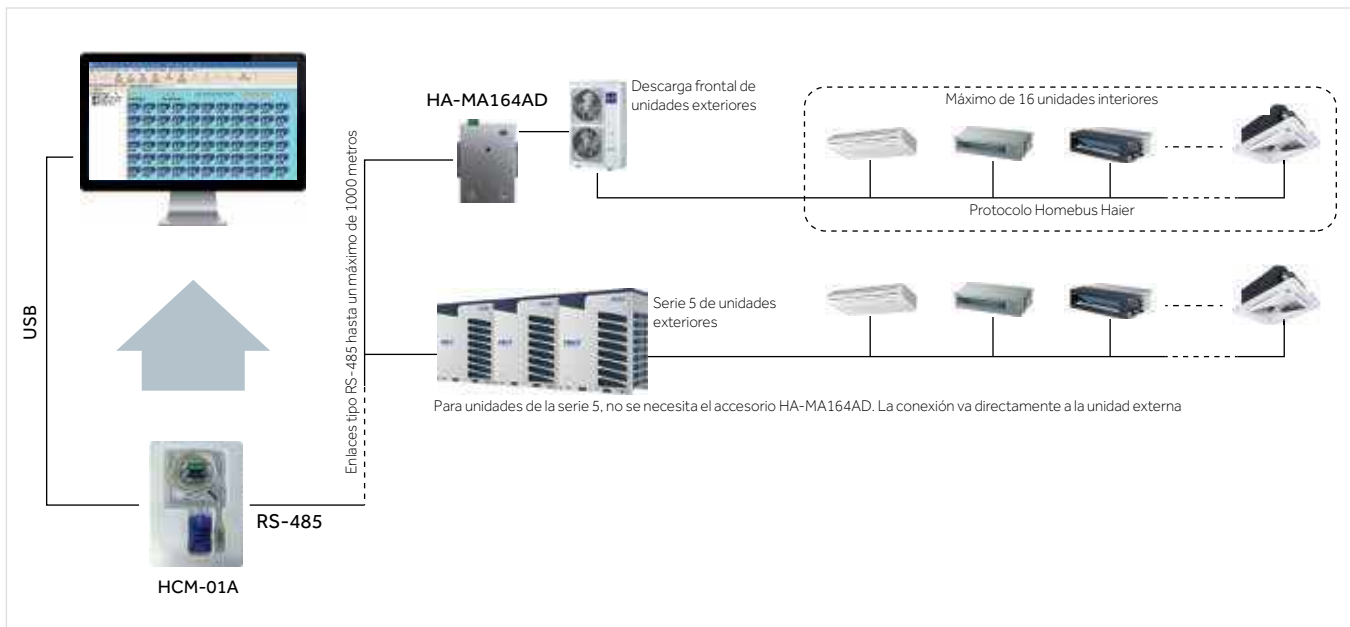 HA-MA164AD
Descarga frontal de
unidades exteriores
Máximo de 16 unidades interiores
Protocolo Homebus Haier
USB
Enlaces tipo RS-485 hasta un máximo de 1000 metros
Serie 5 de unidades
exteriores
Para unidades de la serie 5, no se necesita el accesorio HA-MA164AD. La conexión va directamente a la unidad externa
RS-485
HCM-01A